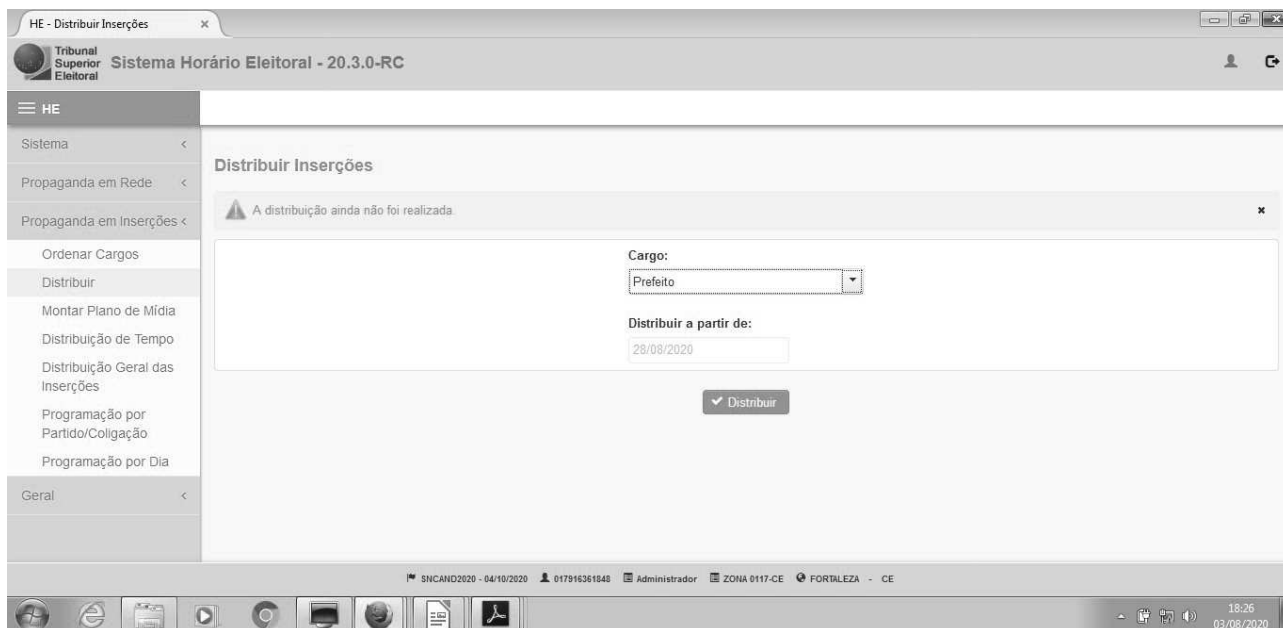 HE - Distribuir Inserções
Tribunal
Superior
Eleitoral
Sistema Horário Eleitoral - 20.3.0-RC
HE
Sistema
Propaganda em Rede
Propaganda em Inserções
Ordenar Cargos
Distribuir
Montar Plano de Mídia
Distribuição de Tempo
Distribuição Geral das
Inserções
Programação por
Partido/Coligação
Programação por Dia
Geral
Distribuir Inserções
A distribuição ainda não foi realizada.
Cargo:
Prefeito
Distribuir a partir de:
28/08/2020
Distribuir
SNCAND2020 - 04/10/2020 017916361848 Administrador ZONA 0117-CE FORTALEZA - CE
18:26
03/08/2020